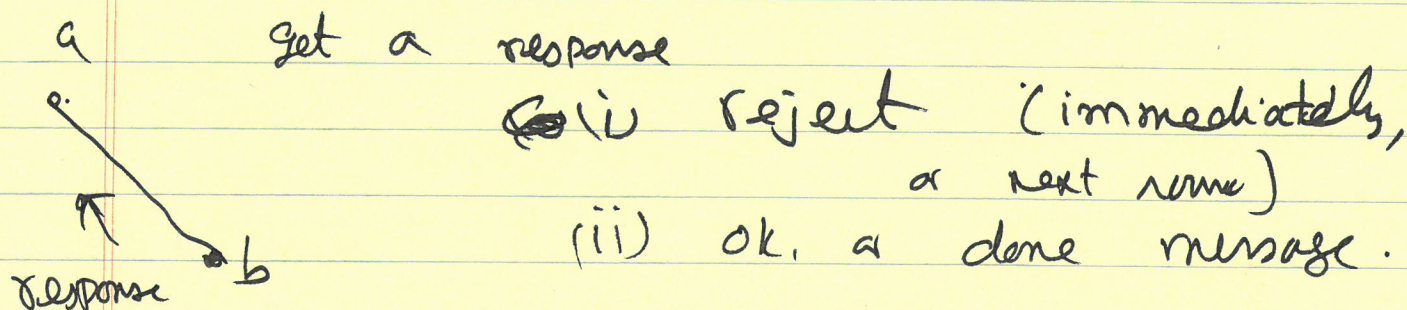 a get a response
(i) reject (immediately,
or next round)
(ii) ok, a done message.
b
response